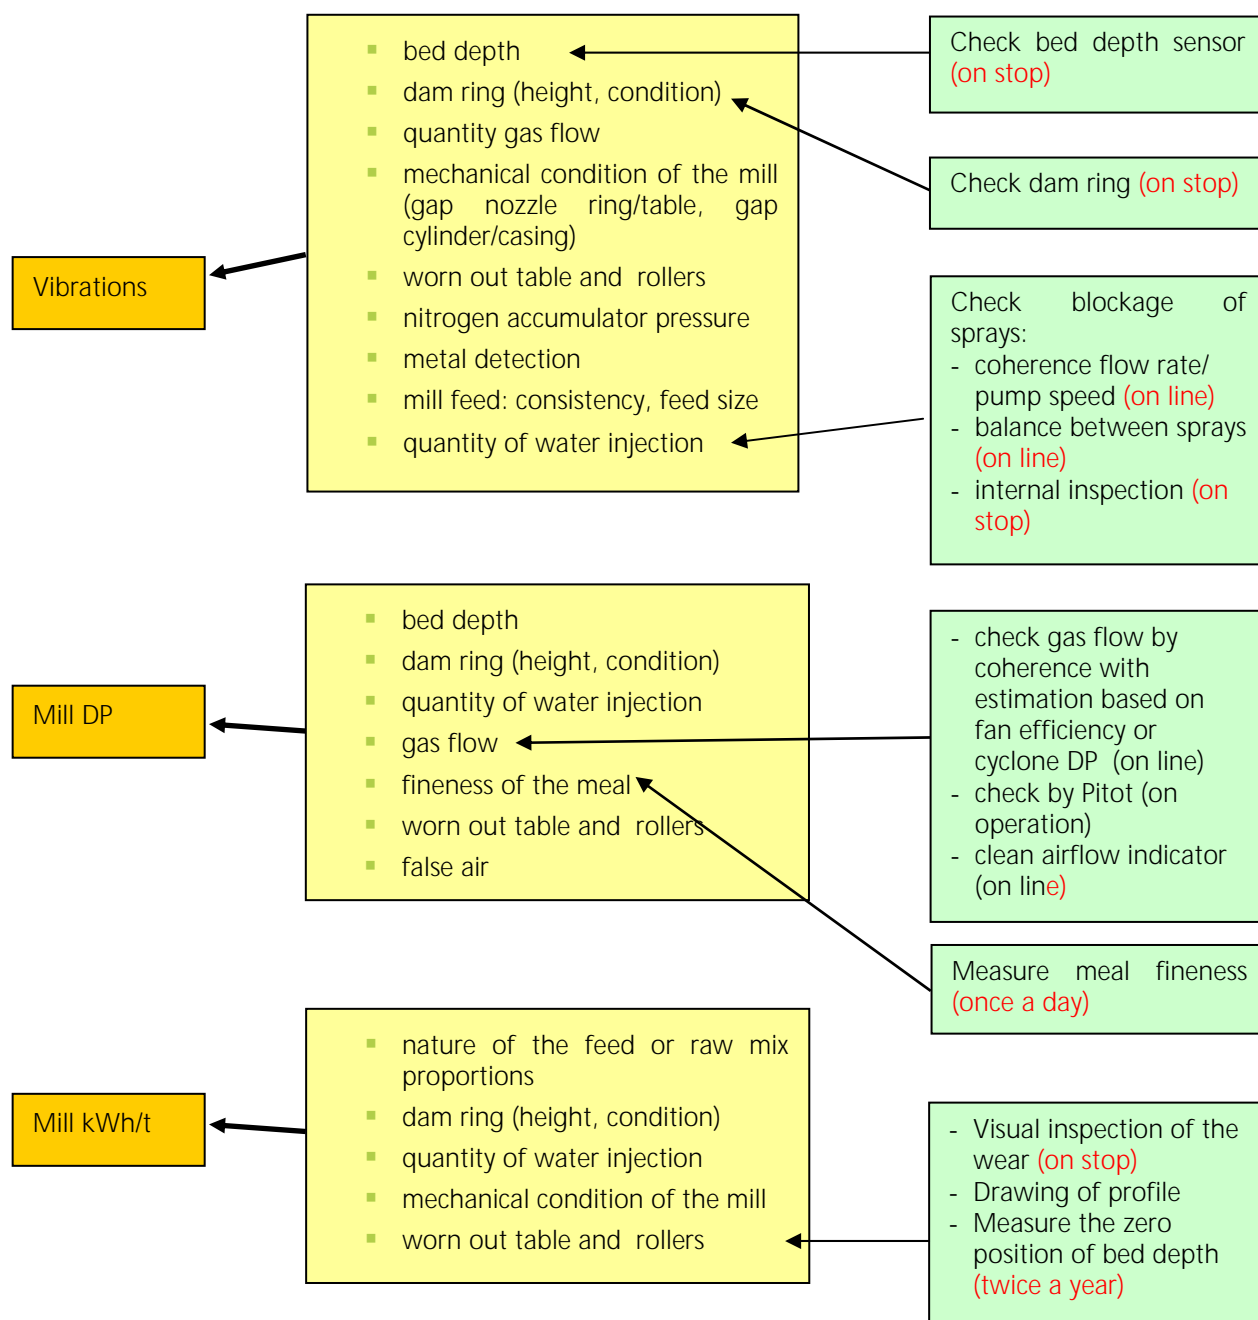 Vibrations
bed depth
dam ring (height, condition)
quantity gas flow
mechanical condition of the mill
(gap nozzle ring/table, gap
cylinder/casing)
worn out table and rollers
nitrogen accumulator pressure
metal detection
mill feed: consistency, feed size
quantity of water injection
Check bed depth sensor
(on stop)
Check dam ring (on stop)
Check blockage of
sprays:
- coherence flow rate/
pump speed (on line)
- balance between sprays
(on line)
- internal inspection (on
stop)
Mill DP
bed depth
dam ring (height, condition)
quantity of water injection
gas flow
fineness of the meal
worn out table and rollers
false air
- check gas flow by
coherence with
estimation based on
fan efficiency or
cyclone DP (on line)
- check by Pitot (on
operation)
- clean airflow indicator
(on line)
Measure meal fineness
(once a day)
Mill kWh/t
nature of the feed or raw mix
proportions
dam ring (height, condition)
quantity of water injection
mechanical condition of the mill
worn out table and rollers
- Visual inspection of the
wear (on stop)
- Drawing of profile
- Measure the zero
position of bed depth
(twice a year)